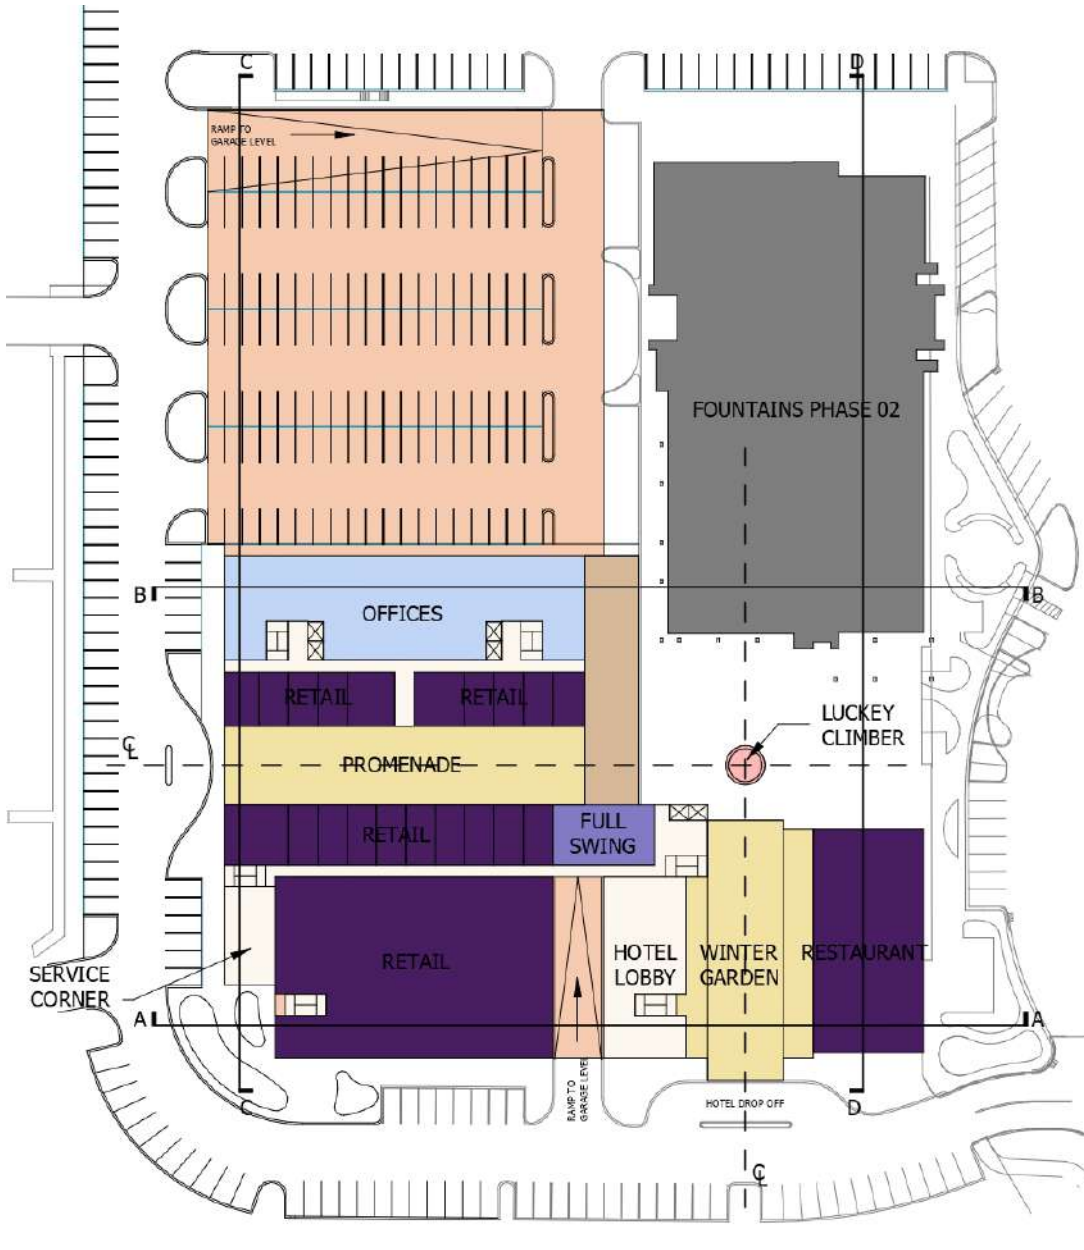 C
D
RAMP TO
GARAGE LEVEL
FOUNTAINS PHASE 02
B
B
OFFICES
RETAIL
RETAIL
LUCKEY
CLIMBER
CL
PROMENADE
RETAIL
FULL
SWING
SERVICE
CORNER
RETAIL
HOTEL
LOBBY
WINTER
GARDEN
RESTAURANT
A
A
C
D
RAMP TO
GARAGE LEVEL
HOTEL DROP OFF
CL